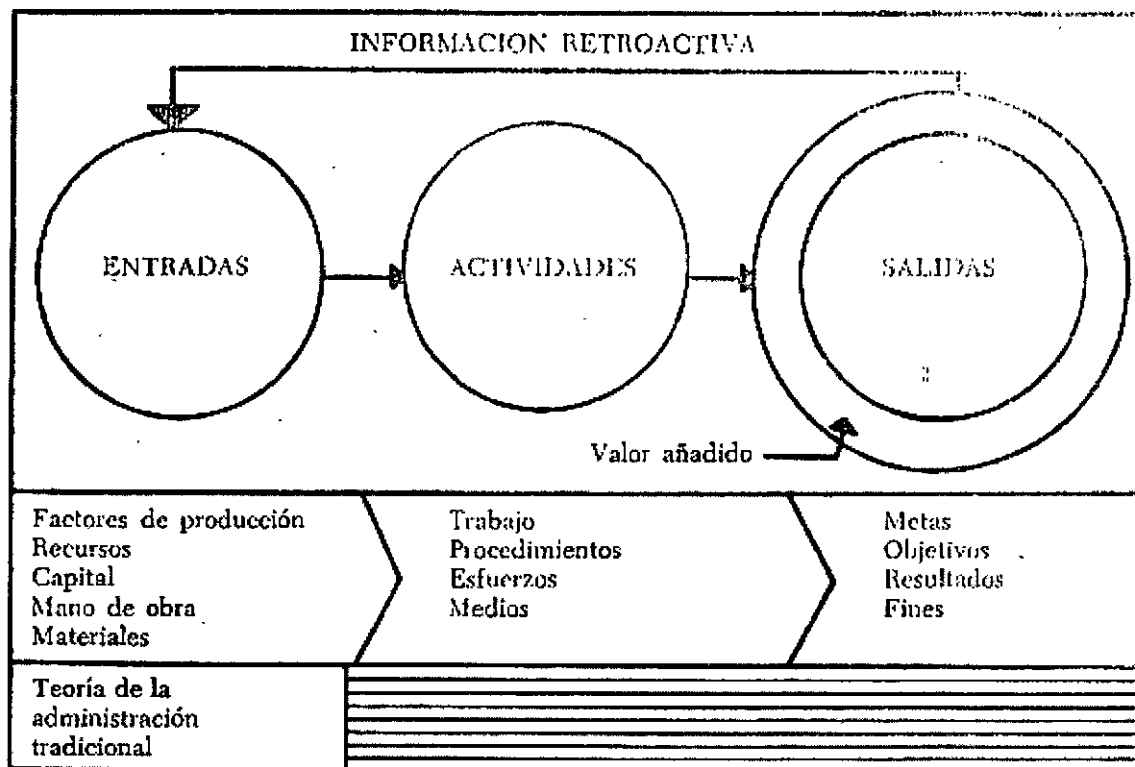 INFORMACION RETROACTIVA
ENTRADAS
ACTIVIDADES
SALIDAS
Valor añadido
Factores de producción
Recursos
Capital
Mano de obra
Materiales
Trabajo
Procedimientos
Esfuerzos
Medios
Metas
Objetivos
Resultados
Fines
Teoría de la
administración
tradicional